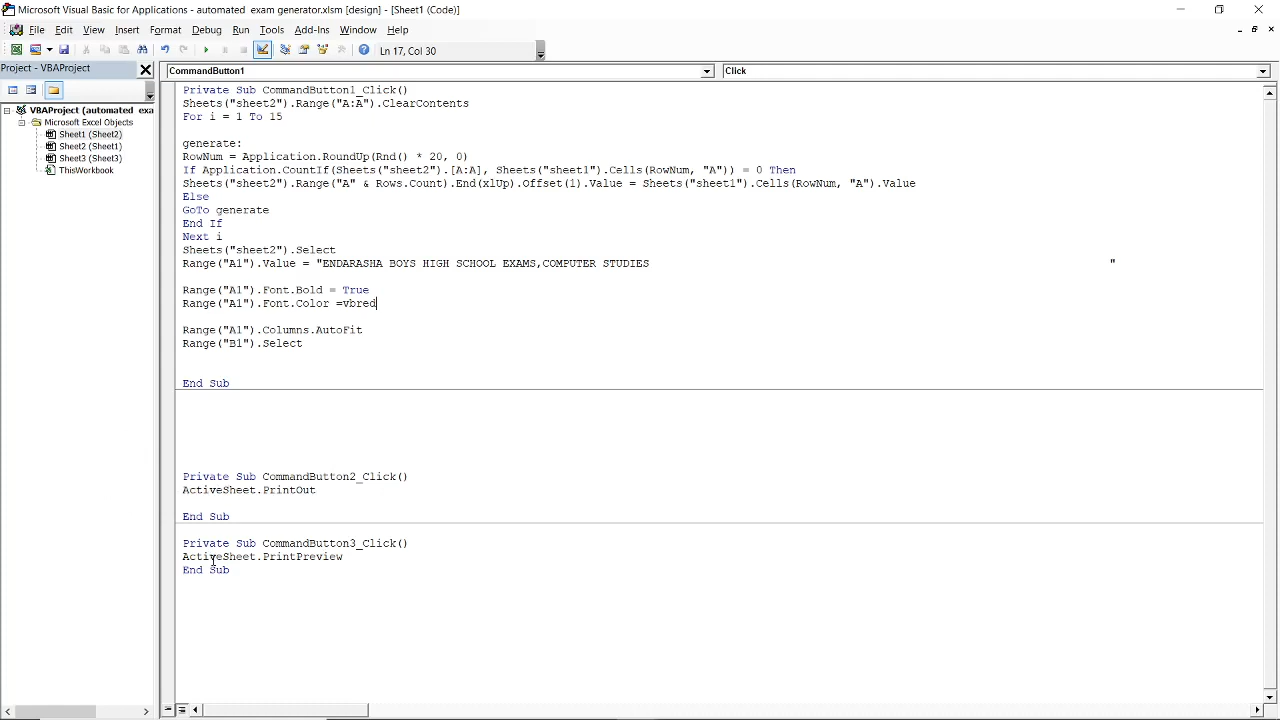 Microsoft Visual Basic for Applications - automated  exam generator.xlsm [design] - [Sheet1 (Code)]
File Edit View Insert Format Debug Run Tools Add-Ins Window Help
Ln 17, Col 30
Project - VBAProject
CommandButton1 Click
VBAProject (automated  exa
Microsoft Excel Objects
Sheet1 (Sheet2)
Sheet2 (Sheet1)
Sheet3 (Sheet3)
ThisWorkbook
Private Sub CommandButton1_Click()
Sheets("sheet2").Range("A:A").ClearContents
For i = 1 To 15
generate:
RowNum = Application.RoundUp(Rnd() * 20, 0)
If Application.CountIf(Sheets("sheet2").[A:A], Sheets("sheet1").Cells(RowNum, "A")) = 0 Then
Sheets("sheet2").Range("A" & Rows.Count).End(xlUp).Offset(1).Value = Sheets("sheet1").Cells(RowNum, "A").Value
Else
GoTo generate
End If
Next i
Sheets("sheet2").Select
Range("A1").Value = "ENDARASHA BOYS HIGH SCHOOL EXAMS,COMPUTER STUDIES "
Range("A1").Font.Bold = True
Range("A1").Font.Color =vbred
Range("A1").Columns.AutoFit
Range("B1").Select
End Sub
Private Sub CommandButton2_Click()
ActiveSheet.PrintOut
End Sub
Private Sub CommandButton3_Click()
ActiveSheet.PrintPreview
End Sub